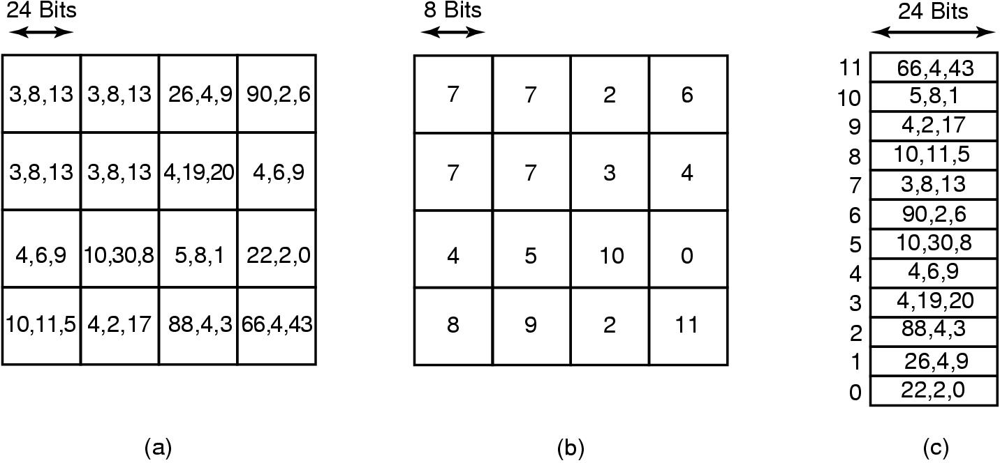 24 Bits 8 Bits 24 Bits
3,8,13 3,8,13 26,4,9 90,2,6
3,8,13 3,8,13 4,19,20 4,6,9
4,6,9 10,30,8 5,8,1 22,2,0
10,11,5 4,2,17 88,4,3 66,4,43
7 7 2 6
7 7 3 4
4 5 10 0
8 9 2 11
11 66,4,43
10 5,8,1
9 4,2,17
8 10,11,5
7 3,8,13
6 90,2,6
5 10,30,8
4 4,6,9
3 4,19,20
2 88,4,3
1 26,4,9
0 22,2,0
(a) (b) (c)